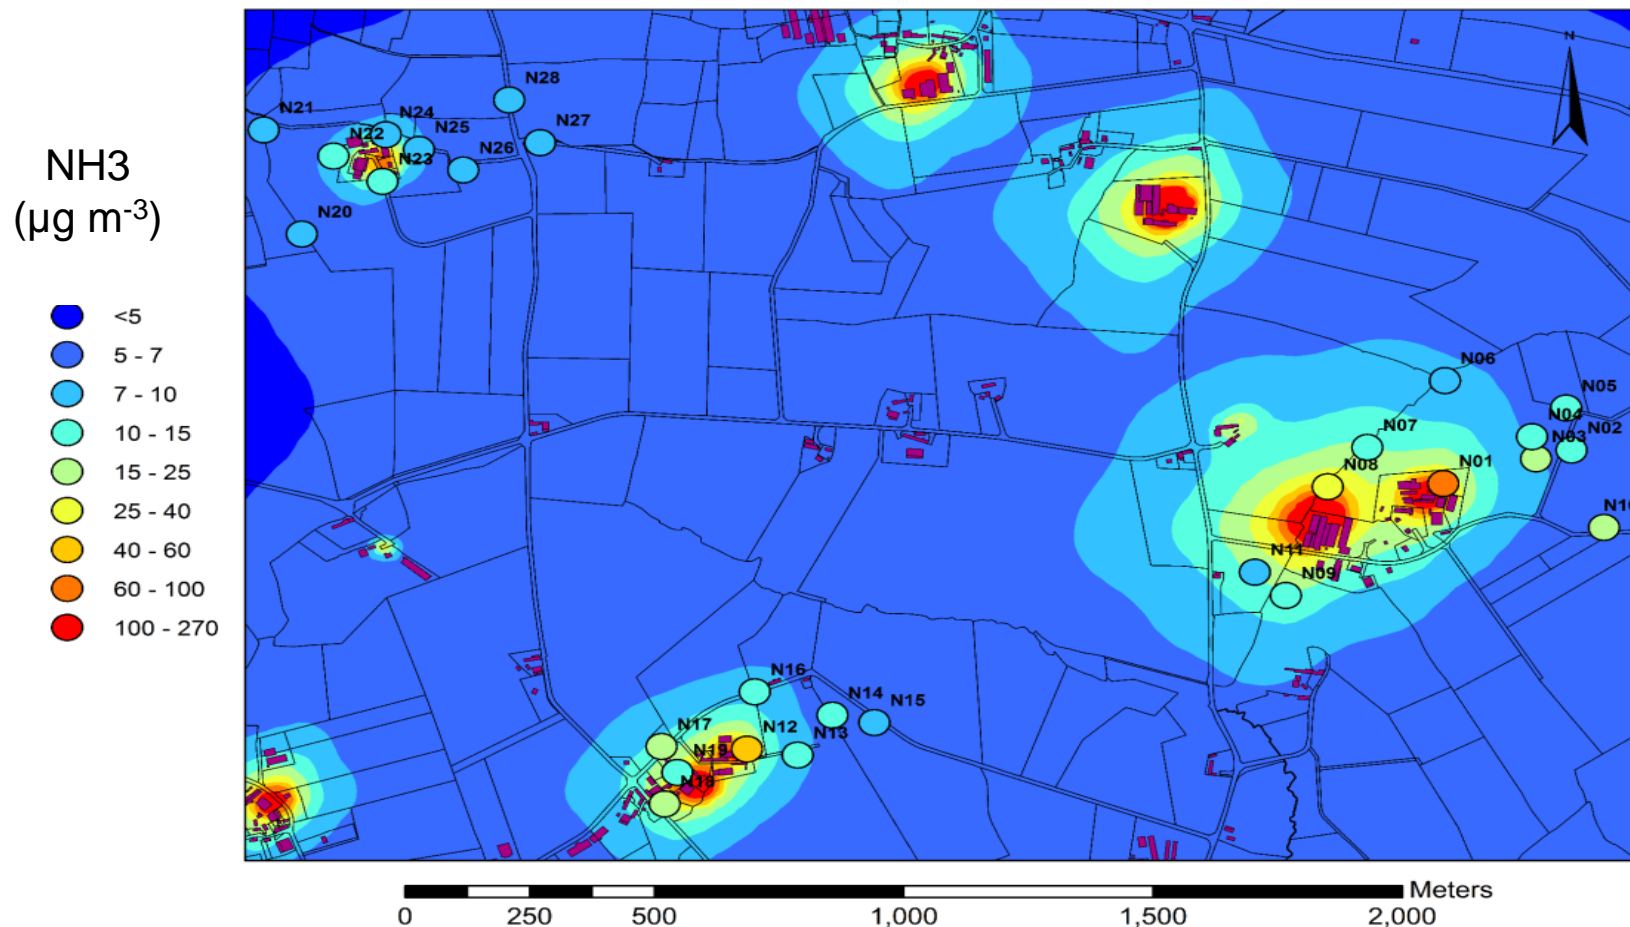 NH3
(µg m-3)
<5
5 - 7
7 - 10
10 - 15
15 - 25
25 - 40
40 - 60
60 - 100
100 - 270
N
N28
N21
N24
N22
N25
N27
N23
N26
N20
N06
N05
N04
N07
N02
N03
N08
N01
N10
N11
N09
N16
N14
N15
N17
N12
N19
N13
N18
Meters
0 250 500 1,000 1,500 2,000